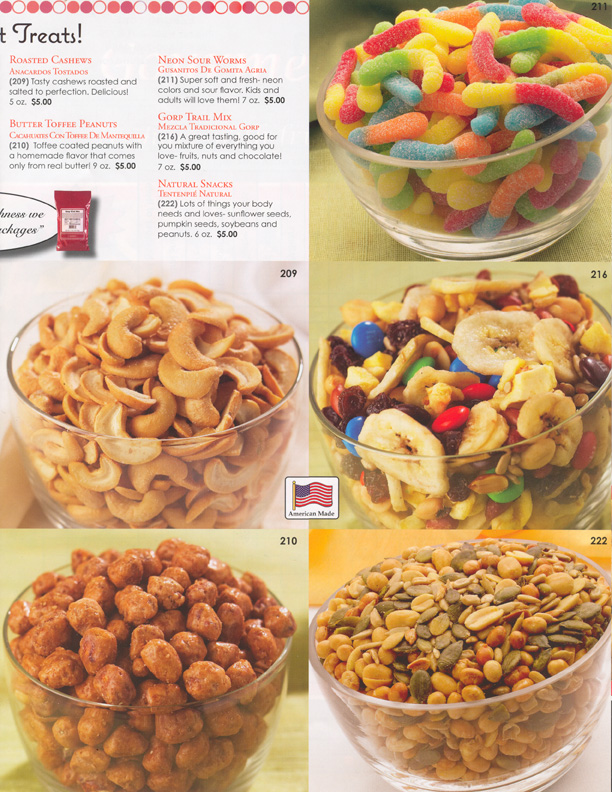 t Treats!
211
Roasted Cashews
Anacardos Tostados
(209) Tasty cashews roasted and
salted to perfection. Delicious!
5 oz. $5.00
Butter Toffee Peanuts
Cacahuates Con Toffee De Mantequilla
(210) Toffee coated peanuts with
a homemade flavor that comes
only from real butter! 9 oz. $5.00
Neon Sour Worms
Gusanitos De Gomita Agria
(211) Super soft and fresh- neon
colors and sour flavor. Kids and
adults will love them! 7 oz. $5.00
Gorp Trail Mix
Mezcla Tradicional Gorp
(216) A great tasting, good for
you mixture of everything you
love- fruits, nuts and chocolate!
7 oz. $5.00
Natural Snacks
Tentenpié Natural
(222) Lots of things your body
needs and loves- sunflower seeds,
pumpkin seeds, soybeans and
peanuts. 6 oz. $5.00
hness we
ckages"
209
216
American Made
210
222